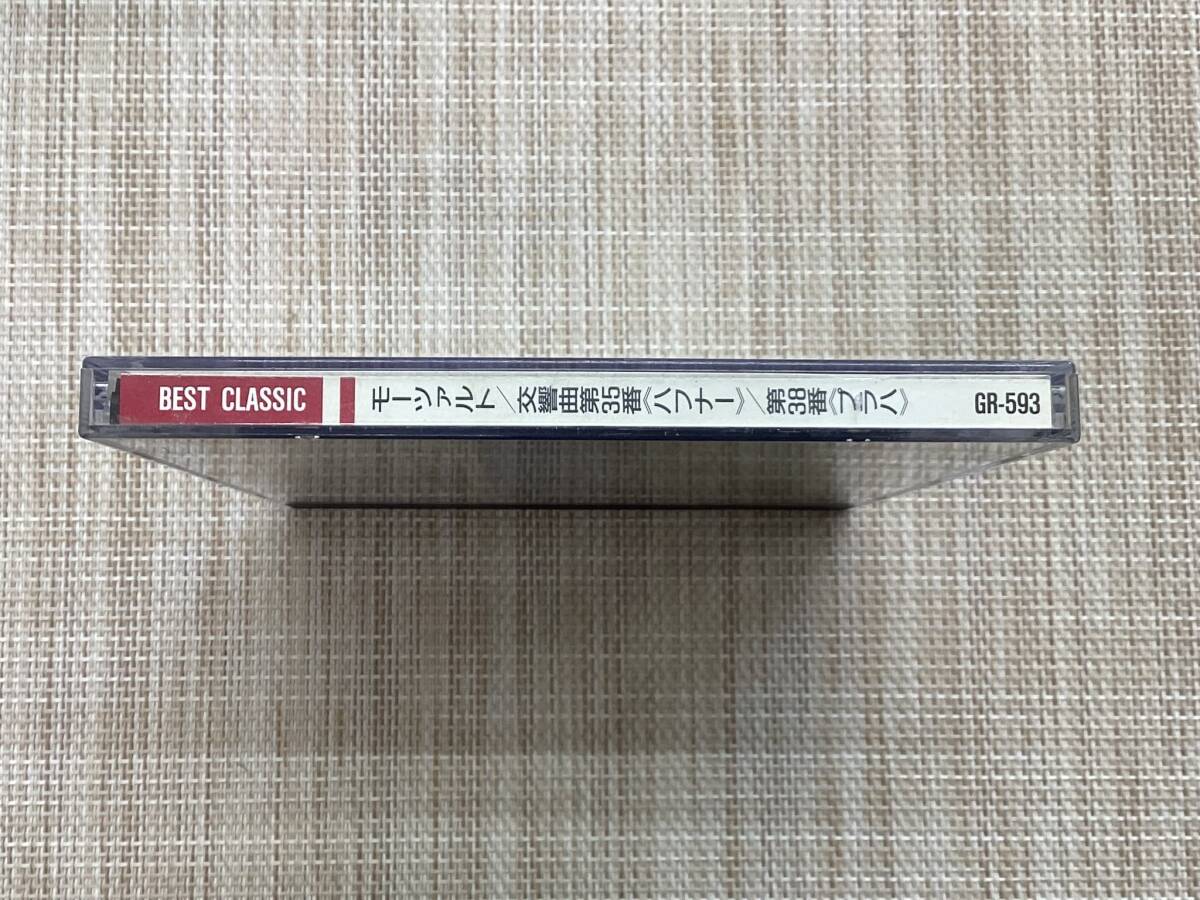 BEST CLASSIC
モーツァルト/交響曲第35番《ハフナー》/第38番《プラハ》
GR-593